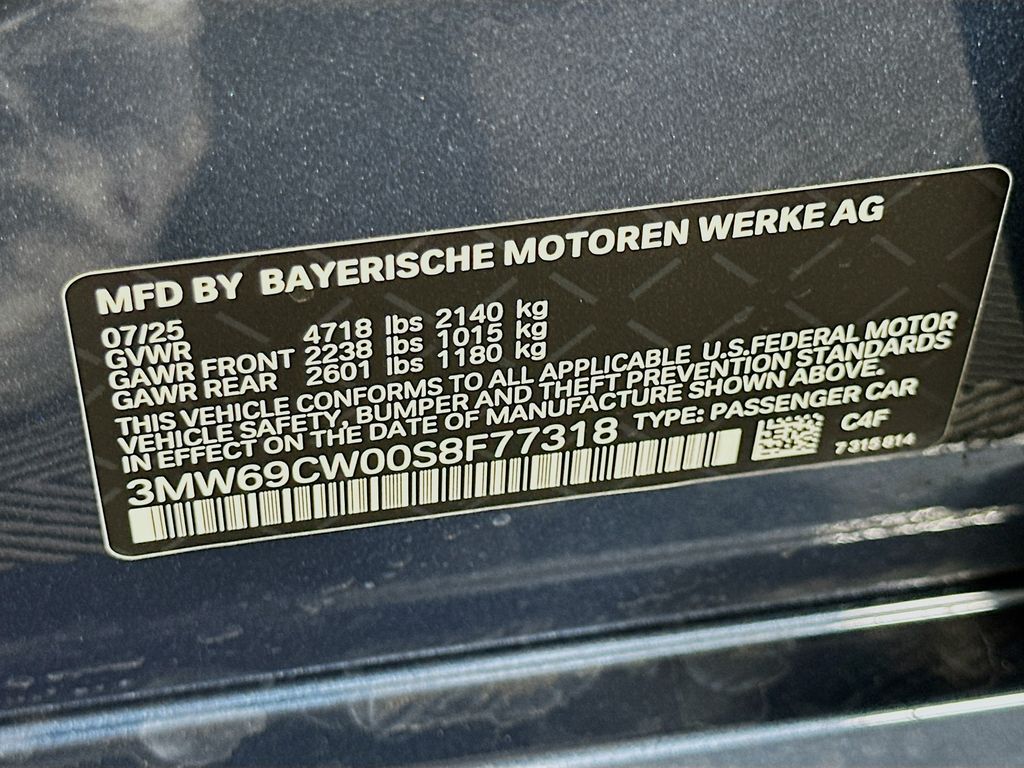 MFD BY BAYERISCHE MOTOREN WERKE AG
07/25
GVWR 4718 lbs 2140 kg
GAWR FRONT 2238 lbs 1015 kg
GAWR REAR 2601 lbs 1180 kg
THIS VEHICLE CONFORMS TO ALL APPLICABLE U.S.FEDERAL MOTOR
VEHICLE SAFETY, BUMPER AND THEFT PREVENTION STANDARDS
IN EFFECT ON THE DATE OF MANUFACTURE SHOWN ABOVE.
3MW69CW00S8F77318 TYPE: PASSENGER CAR
C4F
7315814